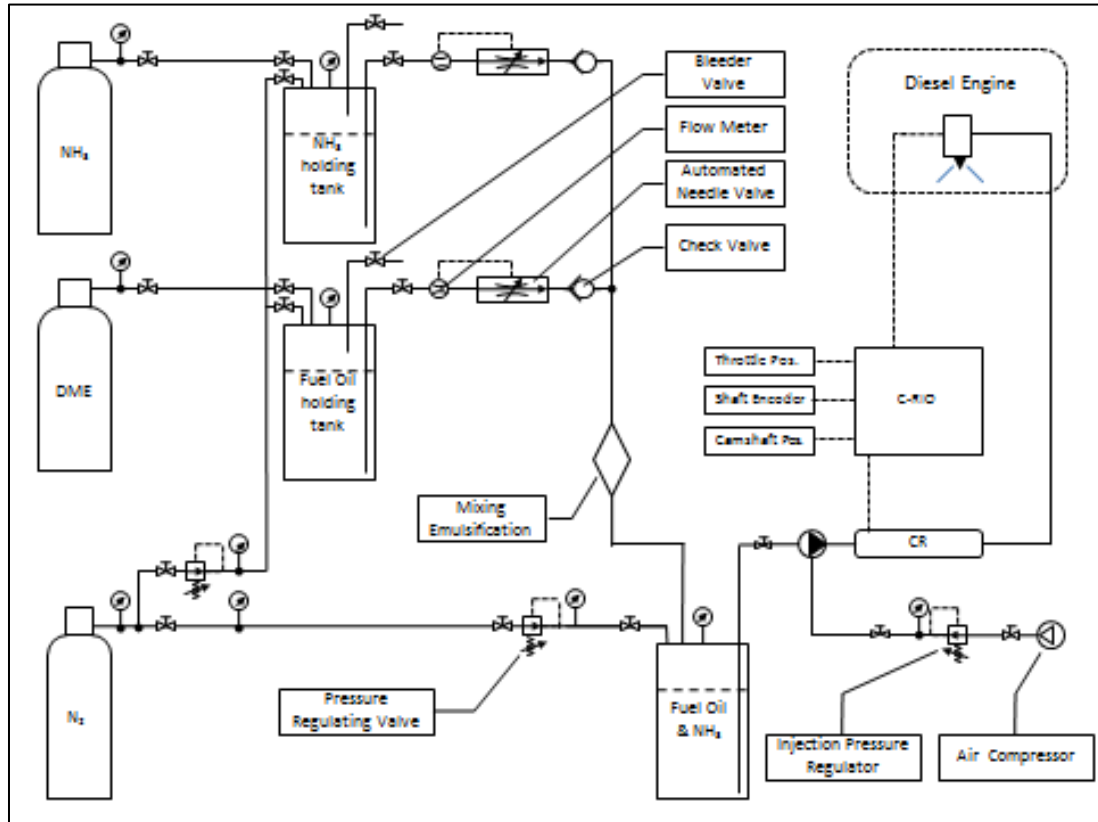 NH₃
NH₃
holding
tank
Bleeder
Valve
Flow Meter
Automated
Needle Valve
Check Valve
Diesel Engine
DME
Fuel Oil
holding
tank
Throttle Pos.
Shaft Encoder
Camshaft Pos.
C-RIO
Mixing
Emulsification
CR
N₂
Pressure
Regulating Valve
Fuel Oil
& NH₃
Injection Pressure
Regulator
Air Compressor